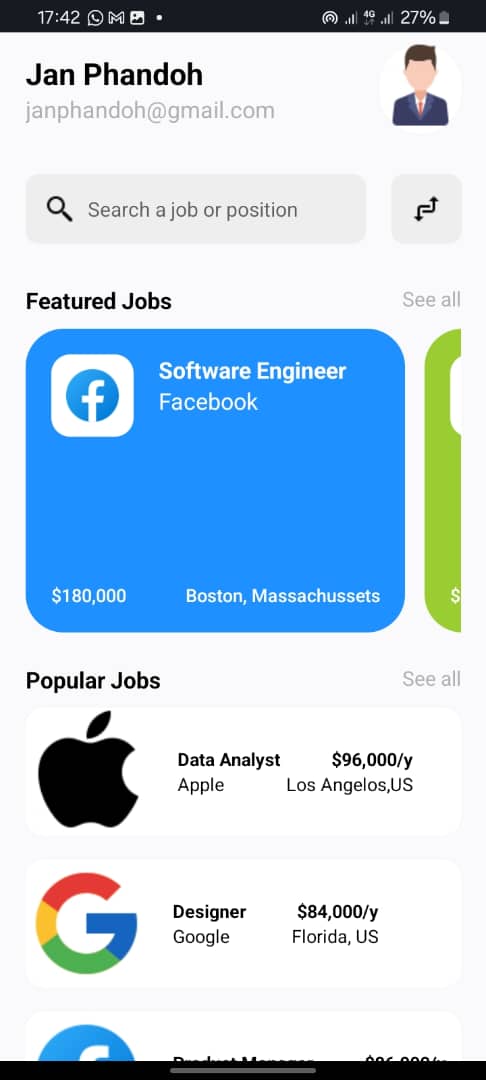 17:42
4G
27%
Jan Phandoh
janphandoh@gmail.com
Search a job or position
Featured Jobs
See all
Software Engineer
Facebook
$180,000
Boston, Massachussets
$
Popular Jobs
See all
Data Analyst
$96,000/y
Apple
Los Angelos,US
Designer
$84,000/y
Google
Florida, US
Product Manager